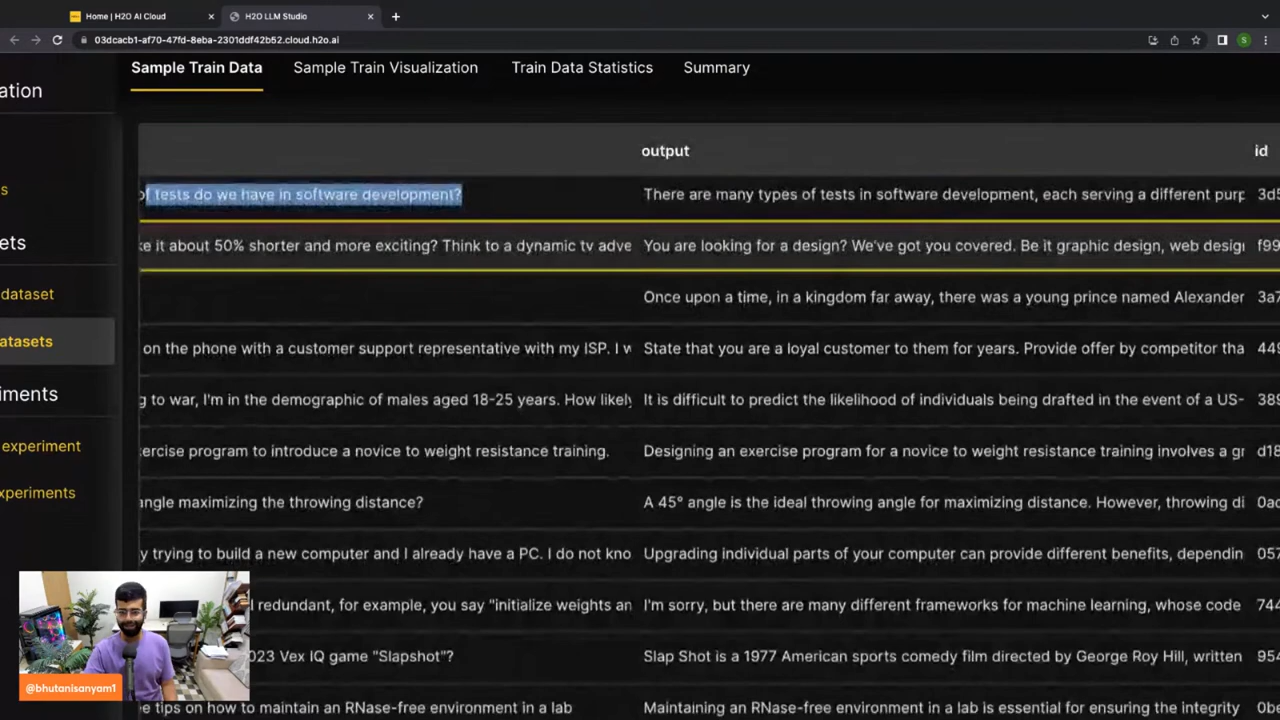 Home | H2O AI Cloud
H2O LLM Studio
03dcacb1-af70-47fd-8eba-2301ddf42b52.cloud.h2o.ai
S
ation
Sample Train Data
Sample Train Visualization
Train Data Statistics
Summary
output
id
s
of tests do we have in software development?
There are many types of tests in software development, each serving a different purp
3d5
ets
ke it about 50% shorter and more exciting? Think to a dynamic tv adve
You are looking for a design? We've got you covered. Be it graphic design, web design
f99
dataset
Once upon a time, in a kingdom far away, there was a young prince named Alexander
3a7
atasets
on the phone with a customer support representative with my ISP. I w
State that you are a loyal customer to them for years. Provide offer by competitor tha
449
iments
g to war, I'm in the demographic of males aged 18-25 years. How likely
It is difficult to predict the likelihood of individuals being drafted in the event of a US-
389
experiment
ercise program to introduce a novice to weight resistance training.
Designing an exercise program for a novice to weight resistance training involves a gr
d18
xperiments
angle maximizing the throwing distance?
A 45° angle is the ideal throwing angle for maximizing distance. However, throwing di
0ac
y trying to build a new computer and I already have a PC. I do not kno
Upgrading individual parts of your computer can provide different benefits, dependin
057
l redundant, for example, you say "initialize weights an
I'm sorry, but there are many different frameworks for machine learning, whose code
744
023 Vex IQ game "Slapshot"?
Slap Shot is a 1977 American sports comedy film directed by George Roy Hill, written
954
@bhutanisanyam1
e tips on how to maintain an RNase-free environment in a lab
Maintaining an RNase-free environment in a lab is essential for ensuring the integrity
0be